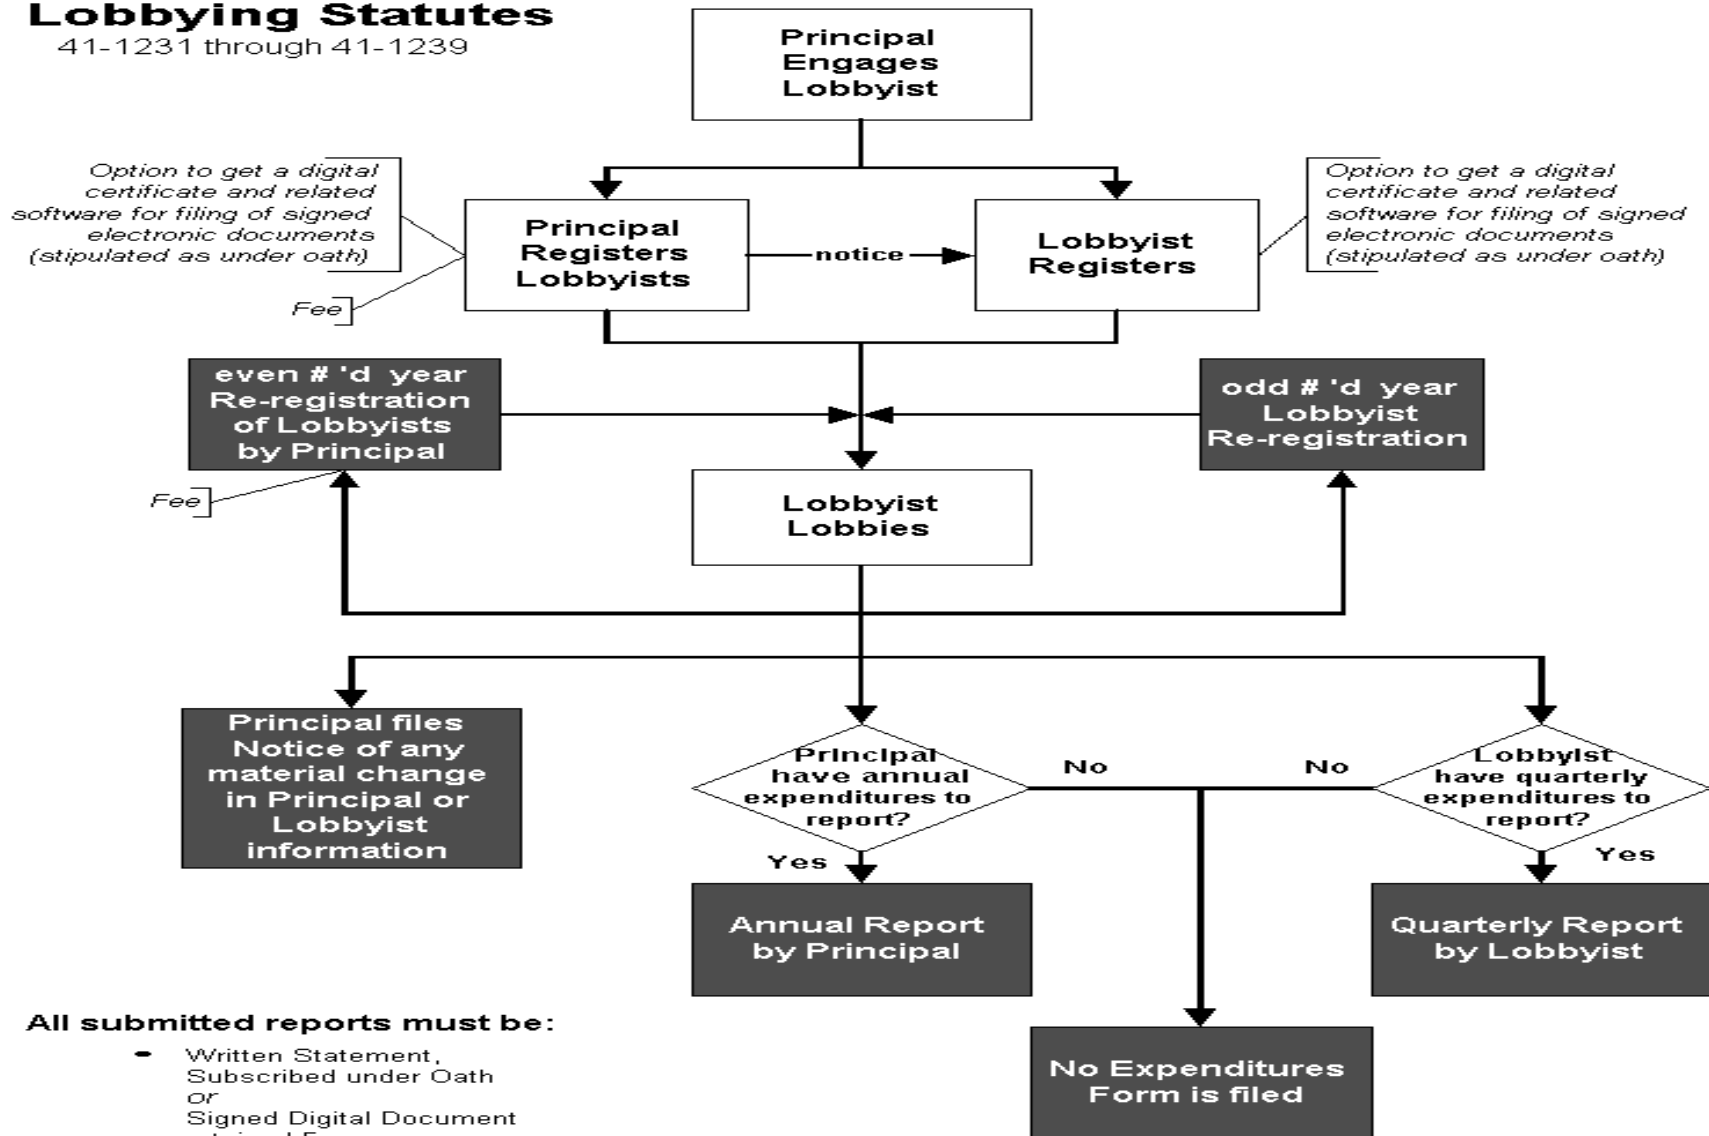 Lobbying Statutes
41-1231 through 41-1239
Principal
Engages
Lobbyist
Option to get a digital
certificate and related
software for filing of signed
electronic documents
(stipulated as under oath)
Fee
Principal
Registers
Lobbyists
notice
Lobbyist
Registers
Option to get a digital
certificate and related
software for filing of signed
electronic documents
(stipulated as under oath)
even # 'd year
Re-registration
of Lobbyists
by Principal
Fee
odd # 'd year
Lobbyist
Re-registration
Lobbyist
Lobbies
Principal files
Notice of any
material change
in Principal or
Lobbyist
information
Principal
have annual
expenditures to
report?
No
No
Lobbyist
have quarterly
expenditures to
report?
Yes
Yes
Annual Report
by Principal
Quarterly Report
by Lobbyist
No Expenditures
Form is filed
All submitted reports must be:
• Written Statement,
Subscribed under Oath
or
Signed Digital Document